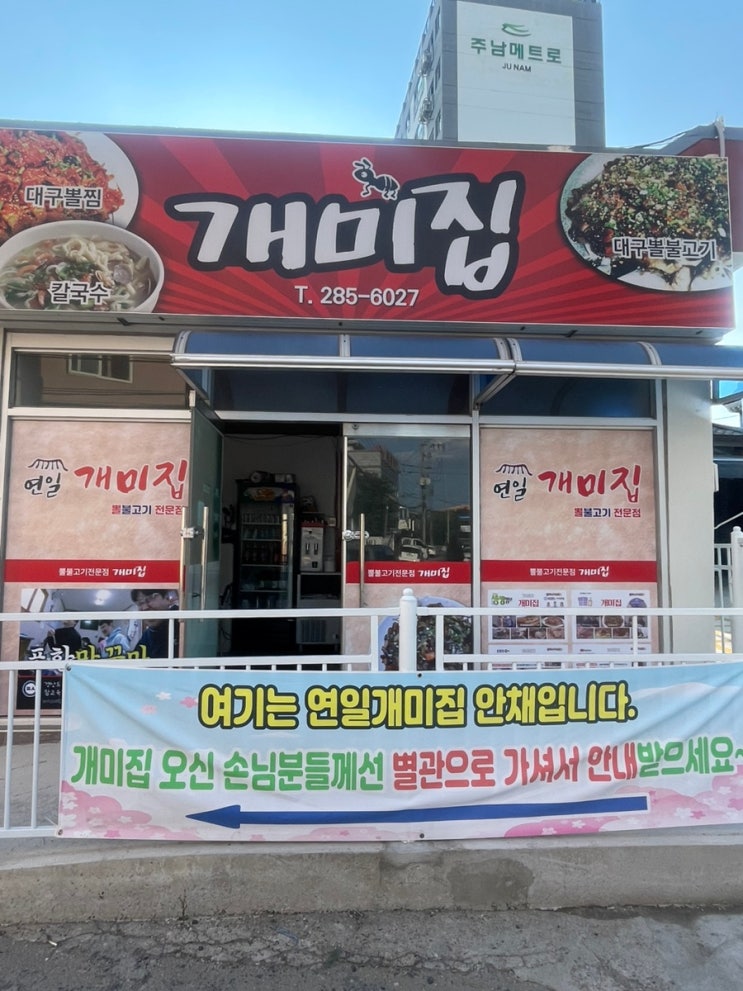 주남메트로
JU NAM
대구뽈찜
칼국수
개미집
T. 285-6027
대구뽈불고기
연일 개미집
뽈불고기 전문점
뽈불고기전문점 개미집
연일 개미집
뽈불고기 전문점
뽈불고기전문점 개미집
뽈불고기전문점 개미집
개미집
개미집
여기는 연일개미집 안채입니다.
개미집 오신 손님분들께선 별관으로 가셔서 안내받으세요~